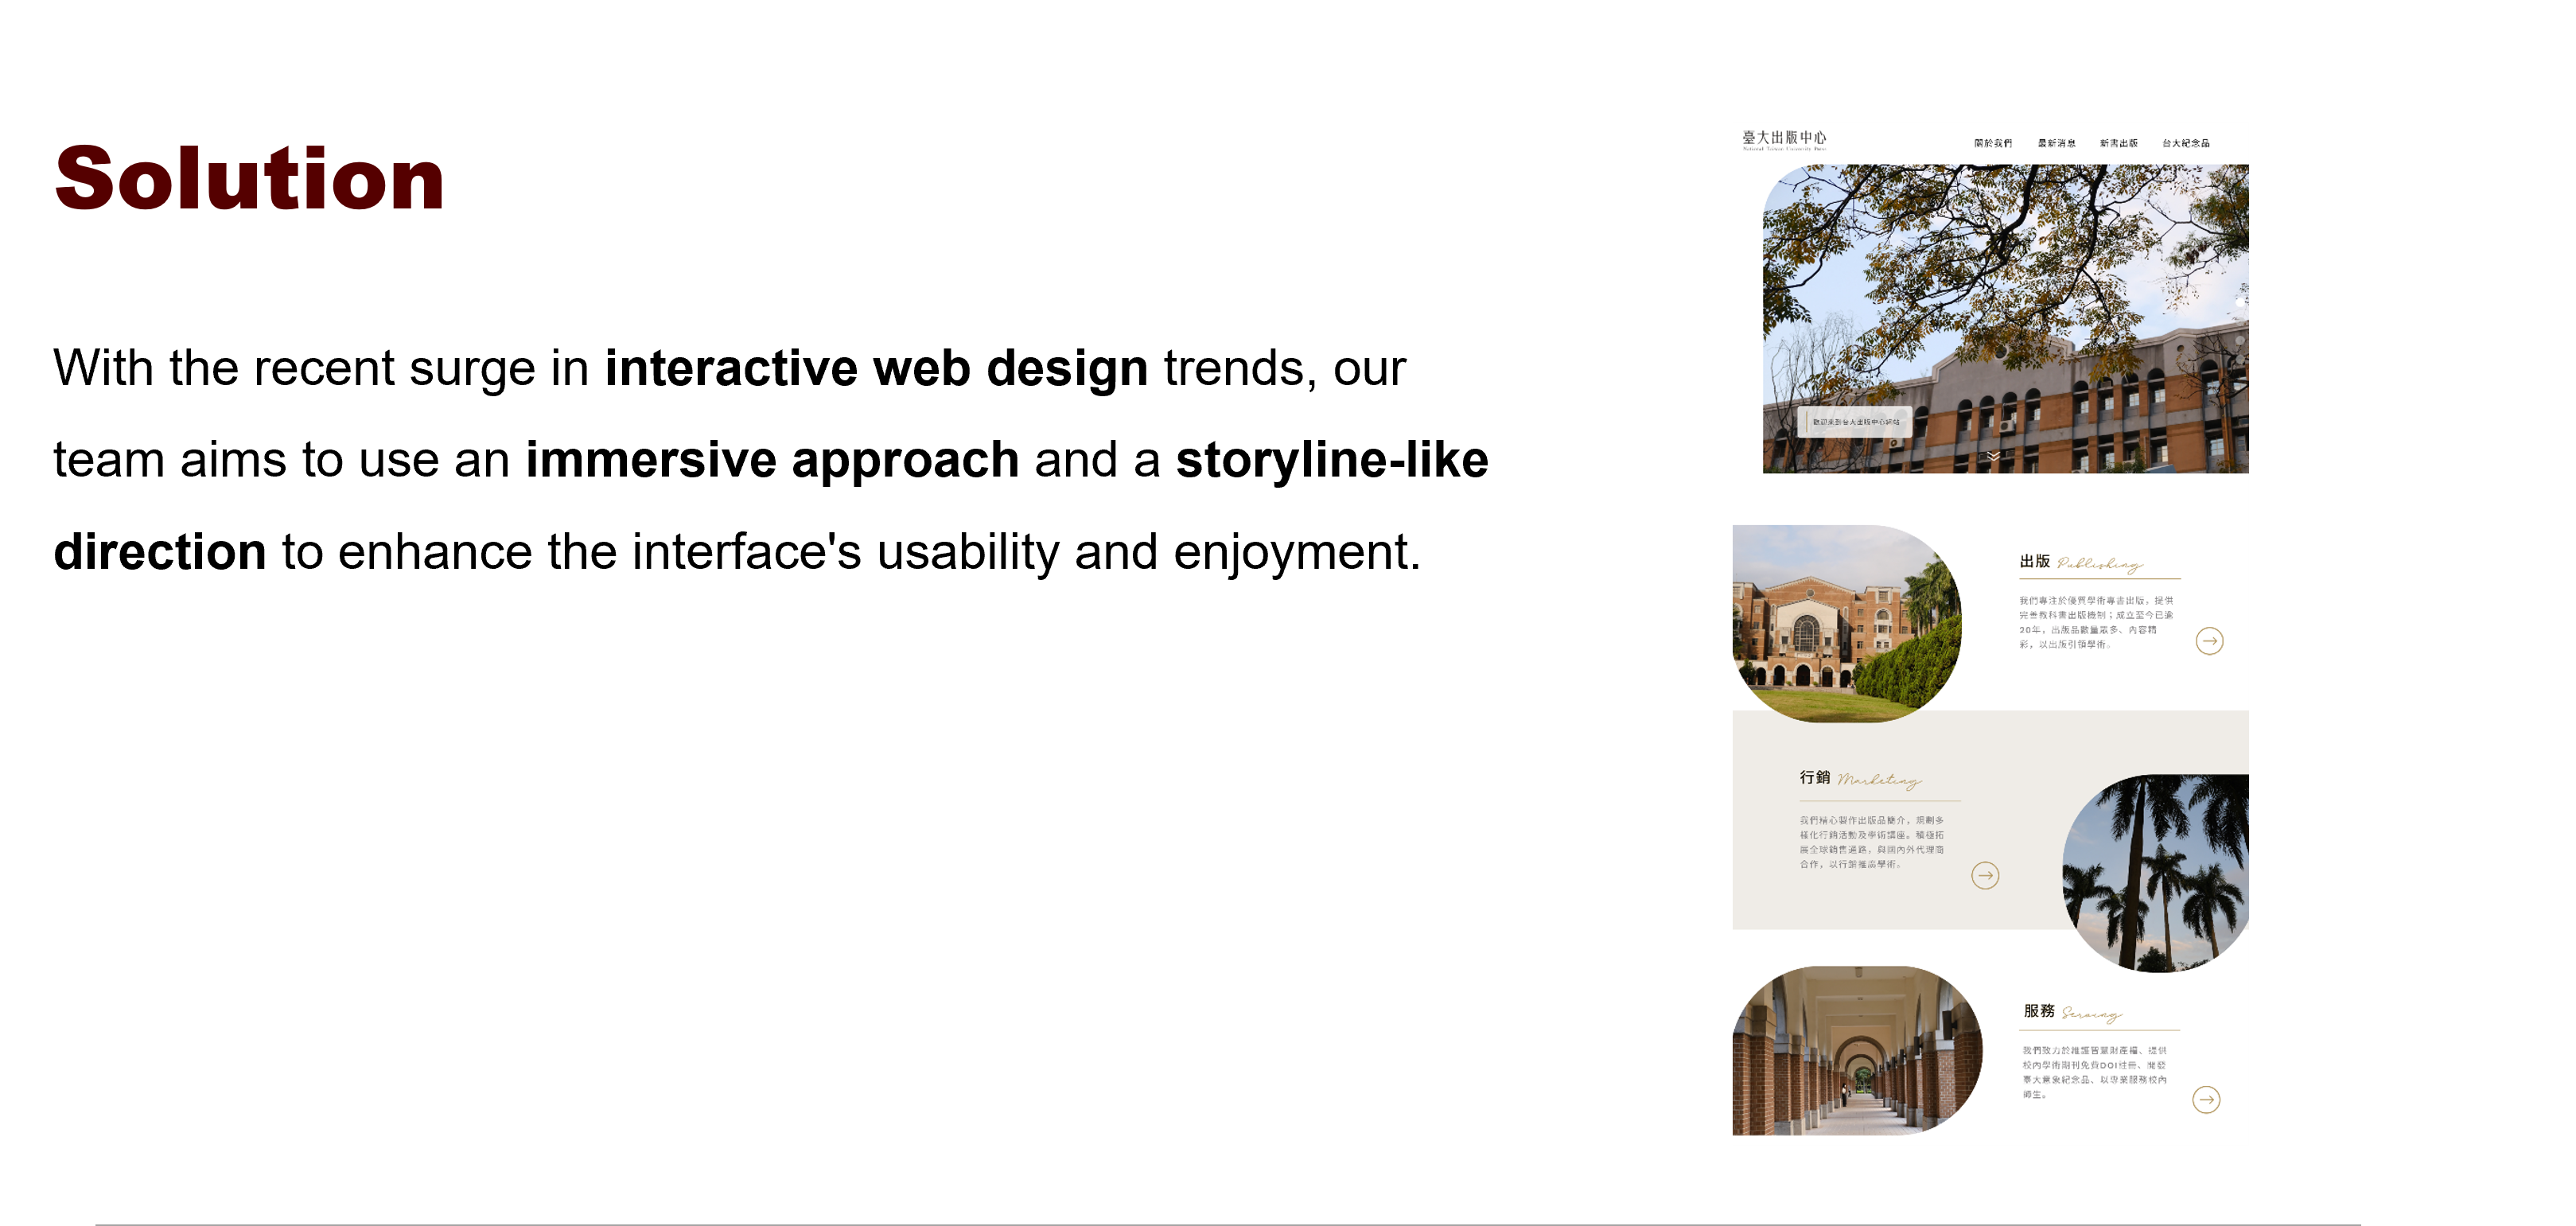 Solution
With the recent surge in interactive web design trends, our
team aims to use an immersive approach and a storyline-like
direction to enhance the interface's usability and enjoyment.
臺大出版中心
National Taiwan University Press
關於我們 最新消息 新書出版 台大紀念品
歡迎來到台大出版中心網站
出版 Publishing
我們專注於優質學術專書出版，提供
完善教科書出版機制；成立至今已逾
20年，出版品數量眾多、內容精
彩，以出版引領學術。
行銷 Marketing
我們精心製作出版品簡介，規劃多
樣化行銷活動及學術講座。積極拓
展全球銷售通路，與國內外代理商
合作，以行銷推廣學術。
服務 Serving
我們致力於維護智慧財產權、提供
校內學術期刊免費DOI註冊、開發
臺大意象紀念品、以專業服務校內
師生。